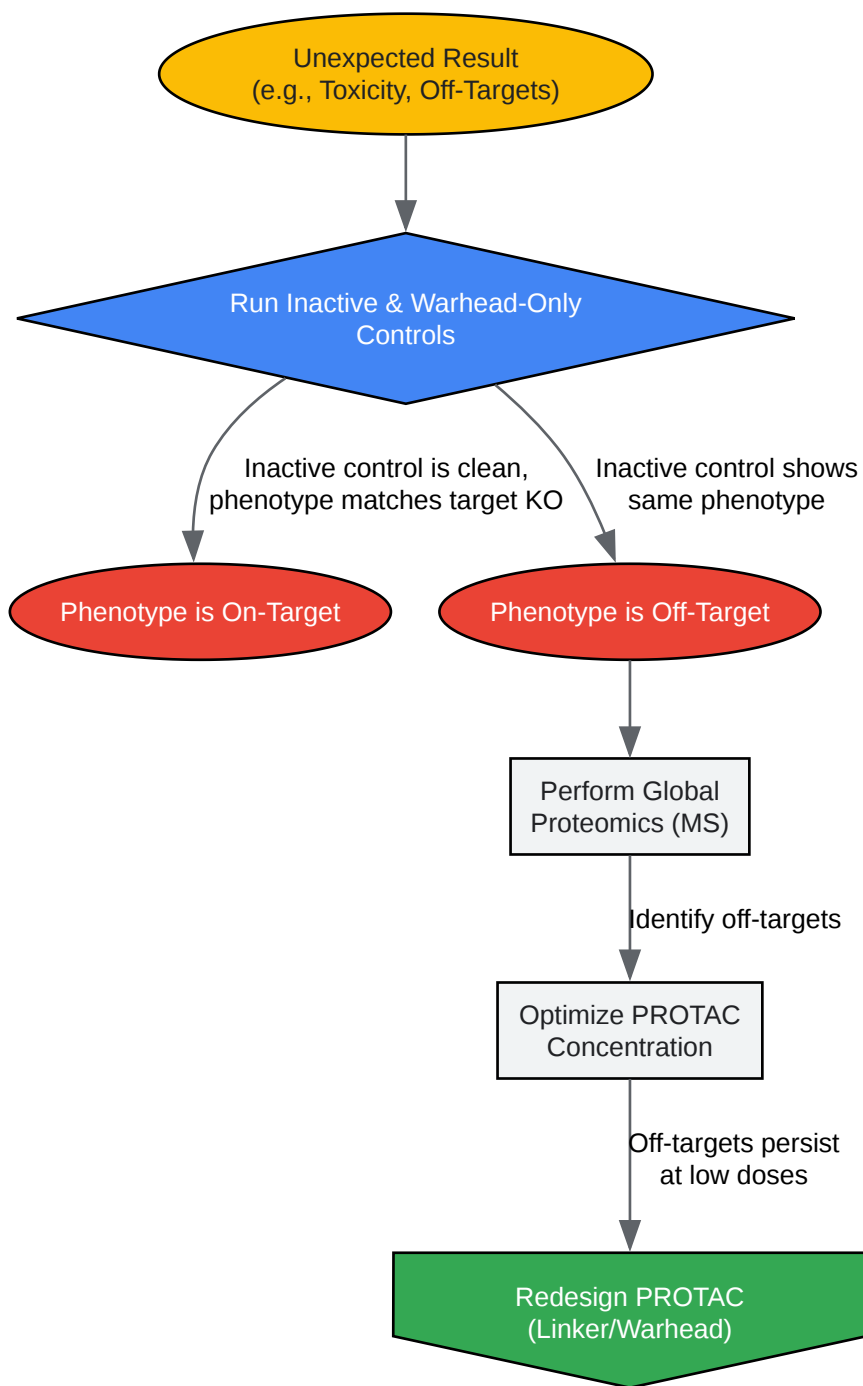 Unexpected Result
(e.g., Toxicity, Off-Targets)
Run Inactive & Warhead-Only
Controls
Inactive control is clean,
phenotype matches target KO
Inactive control shows
same phenotype
Phenotype is On-Target
Phenotype is Off-Target
Perform Global
Proteomics (MS)
Identify off-targets
Optimize PROTAC
Concentration
Off-targets persist
at low doses
Redesign PROTAC
(Linker/Warhead)